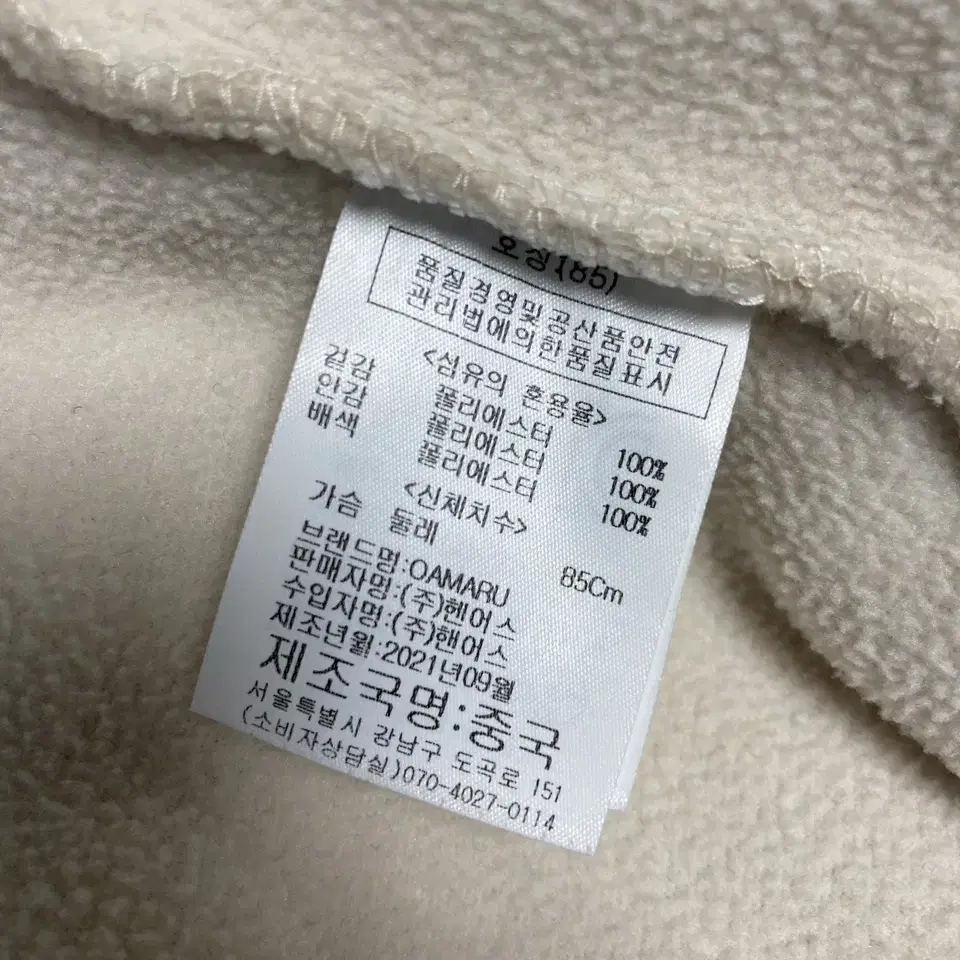 호칭(85)
품질경영및공산품안전
관리법에의한품질표시
<섬유의 혼용율>
겉감 폴리에스터 100%
안감 폴리에스터 100%
배색 폴리에스터 100%
<신체치수>
가슴 둘레 85Cm
브랜드명:OAMARU
판매자명:(주)헨어스
수입자명:(주)핸어스
제조년월:2021년09월
제조국명:중국
서울특별시 강남구 도곡로 151
(소비자상담실)070-4027-0114